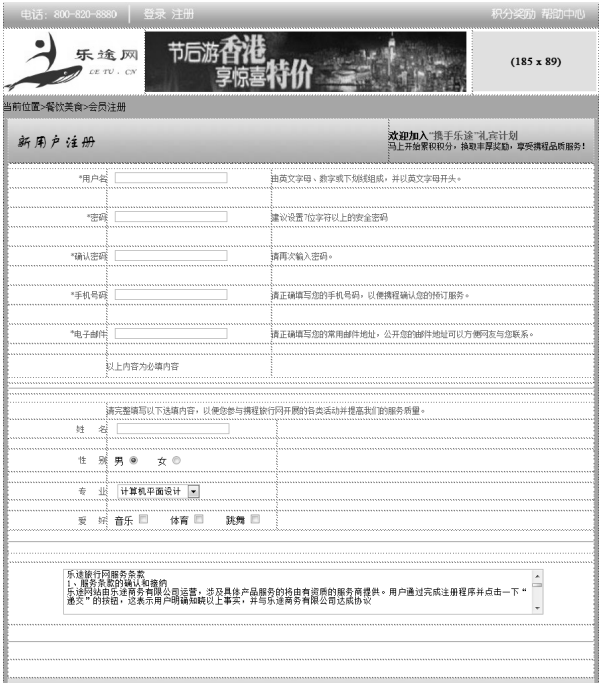 电话: 800-820-8880 登录 注册 积分奖励 帮助中心
乐途网
LE TU . CN
节后游香港
享惊喜特价
(185 x 89)
当前位置>餐饮美食>会员注册
新用户注册
欢迎加入“携手乐途”礼宾计划
马上开始累积积分，换取丰厚奖励，享受携程品质服务！
*用户名 由英文字母、数字或下划线组成，并以英文字母开头。
*密码 建议设置7位字符以上的安全密码
*确认密码 请再次输入密码。
*手机号码 请正确填写您的手机号码，以便携程确认您的预订服务。
*电子邮件 请正确填写您的常用邮件地址，公开您的邮件地址可以方便网友与您联系。
以上内容为必填内容
请完整填写以下选填内容，以便您参与携程旅行网开展的各类活动并提高我们的服务质量。
姓 名
性 别 男 女
专 业 计算机平面设计
爱 好 音乐 体育 跳舞
乐途旅行网服务条款
1、服务条款的确认和接纳
乐途网站由乐途商务有限公司运营，涉及具体产品服务的将由有资质的服务商提供。用户通过完成注册程序并点击一下“
递交”的按钮，这表示用户明确知晓以上事实，并与乐途商务有限公司达成协议